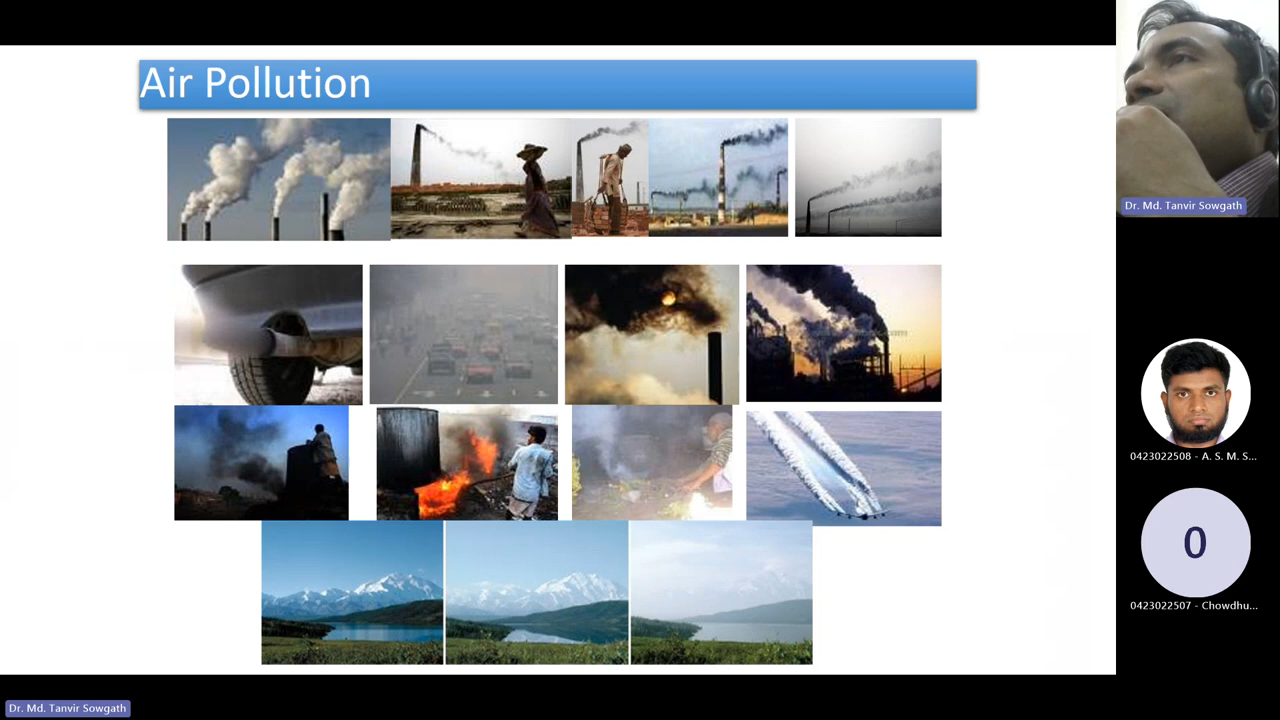 Air Pollution
Dr. Md. Tanvir Sowgath
0423022508 - A. S. M. S...
0
0423022507 - Chowdhu...
Dr. Md. Tanvir Sowgath